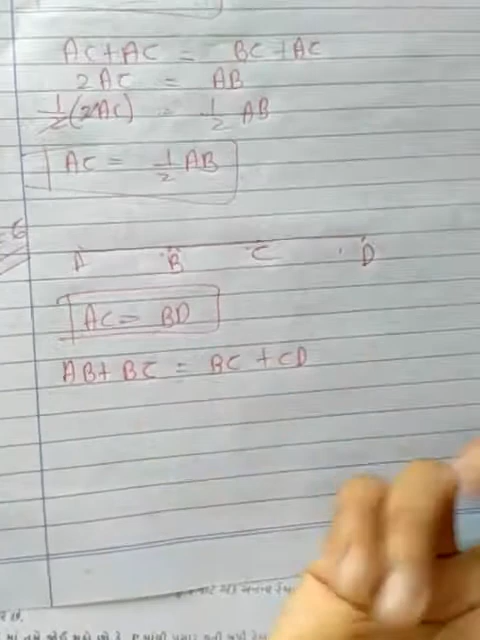 AC + AC = BC + AC
2AC = AB
1/2 (2AC) = 1/2 AB
AC = 1/2 AB
6
A B C D
AC = BD
AB + BC = BC + CD